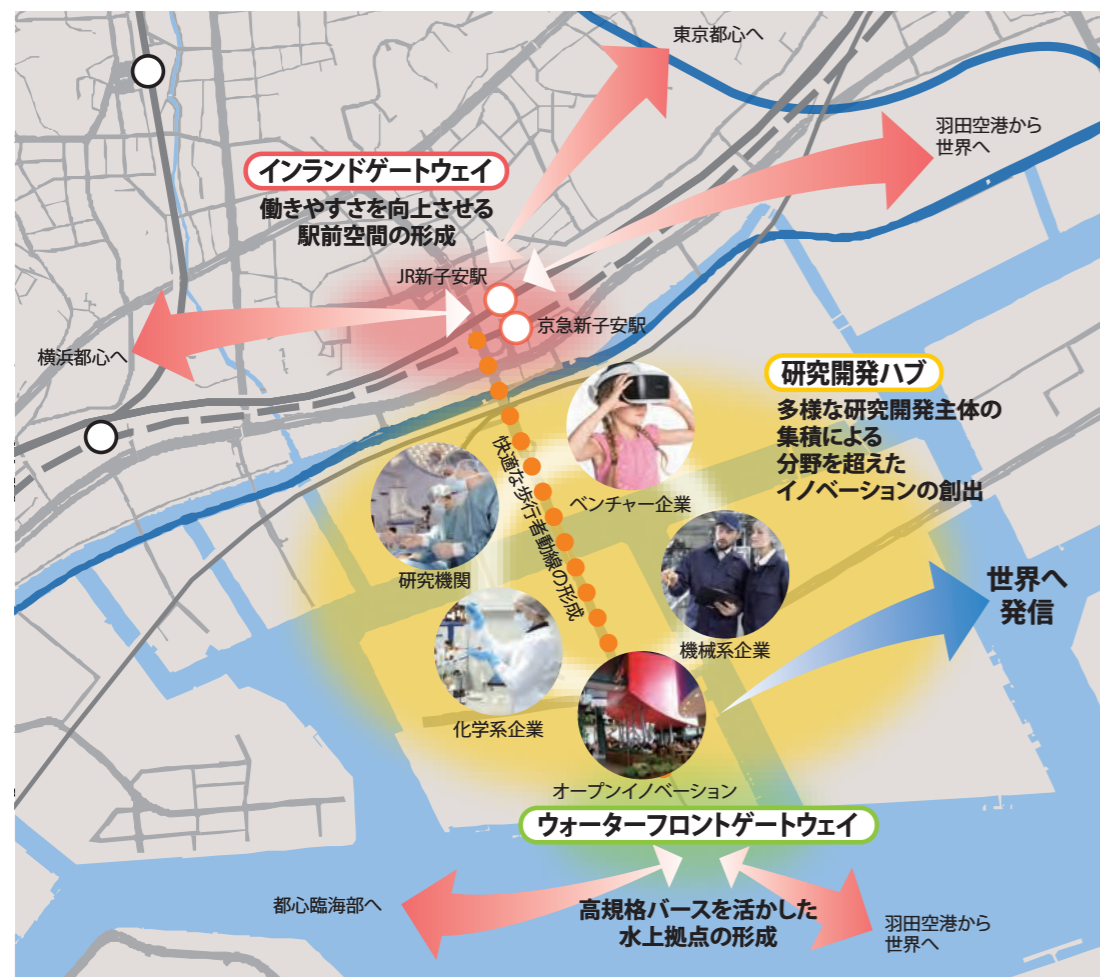 東京都心へ
羽田空港から
世界へ
インランドゲートウェイ
働きやすさを向上させる
駅前空間の形成
JR新子安駅
京急新子安駅
横浜都心へ
研究開発ハブ
多様な研究開発主体の
集積による
分野を超えた
イノベーションの創出
快適な歩行者動線の形成
ベンチャー企業
研究機関
機械系企業
世界へ
発信
化学系企業
オープンイノベーション
ウォーターフロントゲートウェイ
都心臨海部へ
高規格バースを活かした
水上拠点の形成
羽田空港から
世界へ